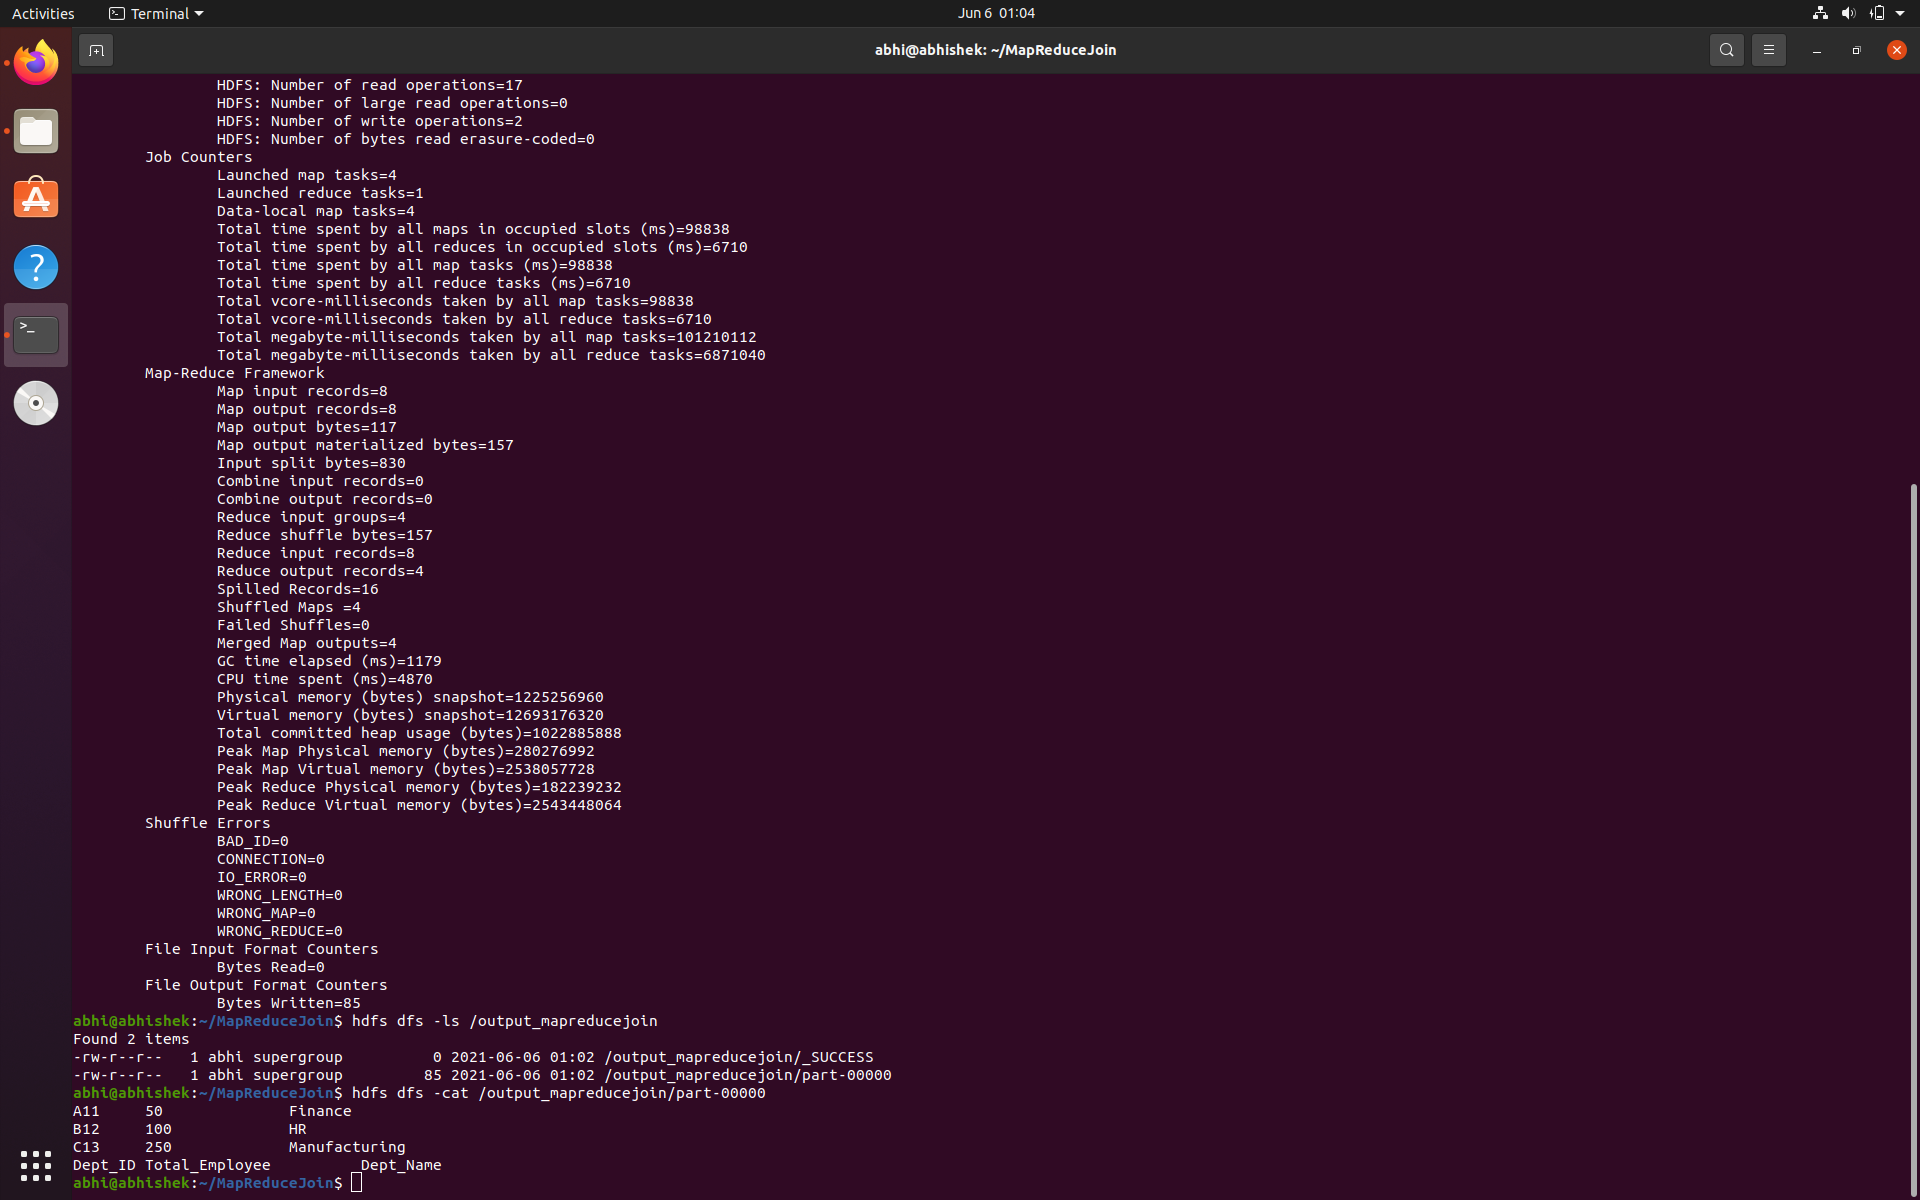 Activities Terminal Jun 6 01:04
abhi@abhishek: ~/MapReduceJoin
HDFS: Number of read operations=17
HDFS: Number of large read operations=0
HDFS: Number of write operations=2
HDFS: Number of bytes read erasure-coded=0
Job Counters
Launched map tasks=4
Launched reduce tasks=1
Data-local map tasks=4
Total time spent by all maps in occupied slots (ms)=98838
Total time spent by all reduces in occupied slots (ms)=6710
Total time spent by all map tasks (ms)=98838
Total time spent by all reduce tasks (ms)=6710
Total vcore-milliseconds taken by all map tasks=98838
Total vcore-milliseconds taken by all reduce tasks=6710
Total megabyte-milliseconds taken by all map tasks=101210112
Total megabyte-milliseconds taken by all reduce tasks=6871040
Map-Reduce Framework
Map input records=8
Map output records=8
Map output bytes=117
Map output materialized bytes=157
Input split bytes=830
Combine input records=0
Combine output records=0
Reduce input groups=4
Reduce shuffle bytes=157
Reduce input records=8
Reduce output records=4
Spilled Records=16
Shuffled Maps =4
Failed Shuffles=0
Merged Map outputs=4
GC time elapsed (ms)=1179
CPU time spent (ms)=4870
Physical memory (bytes) snapshot=1225256960
Virtual memory (bytes) snapshot=12693176320
Total committed heap usage (bytes)=1022885888
Peak Map Physical memory (bytes)=280276992
Peak Map Virtual memory (bytes)=2538057728
Peak Reduce Physical memory (bytes)=182239232
Peak Reduce Virtual memory (bytes)=2543448064
Shuffle Errors
BAD_ID=0
CONNECTION=0
IO_ERROR=0
WRONG_LENGTH=0
WRONG_MAP=0
WRONG_REDUCE=0
File Input Format Counters
Bytes Read=0
File Output Format Counters
Bytes Written=85
abhi@abhishek:~/MapReduceJoin$ hdfs dfs -ls /output_mapreducejoin
Found 2 items
-rw-r--r--   1 abhi supergroup          0 2021-06-06 01:02 /output_mapreducejoin/_SUCCESS
-rw-r--r--   1 abhi supergroup         85 2021-06-06 01:02 /output_mapreducejoin/part-00000
abhi@abhishek:~/MapReduceJoin$ hdfs dfs -cat /output_mapreducejoin/part-00000
A11     50              Finance
B12     100             HR
C13     250             Manufacturing
Dept_ID Total_Employee          Dept_Name
abhi@abhishek:~/MapReduceJoin$